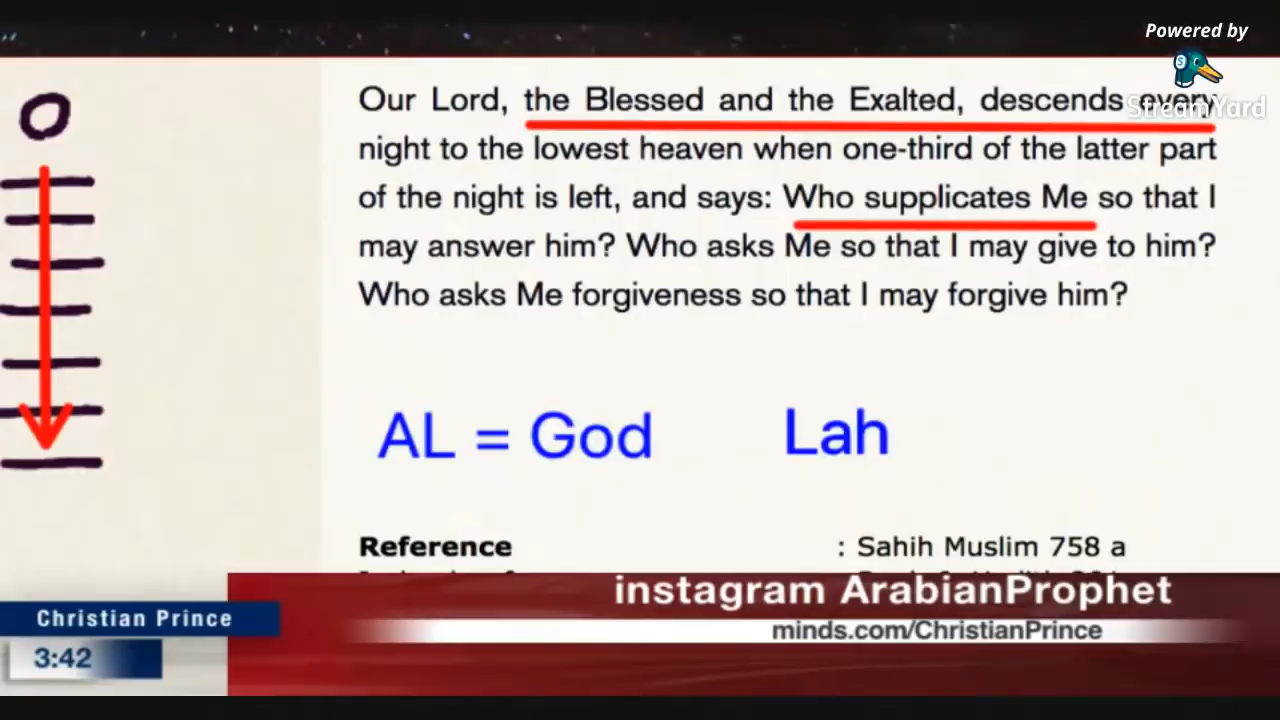 Powered by
StreamYard
Our Lord, the Blessed and the Exalted, descends every
night to the lowest heaven when one-third of the latter part
of the night is left, and says: Who supplicates Me so that I
may answer him? Who asks Me so that I may give to him?
Who asks Me forgiveness so that I may forgive him?
AL = God Lah
Reference : Sahih Muslim 758 a
instagram ArabianProphet
Christian Prince
minds.com/ChristianPrince
3:42